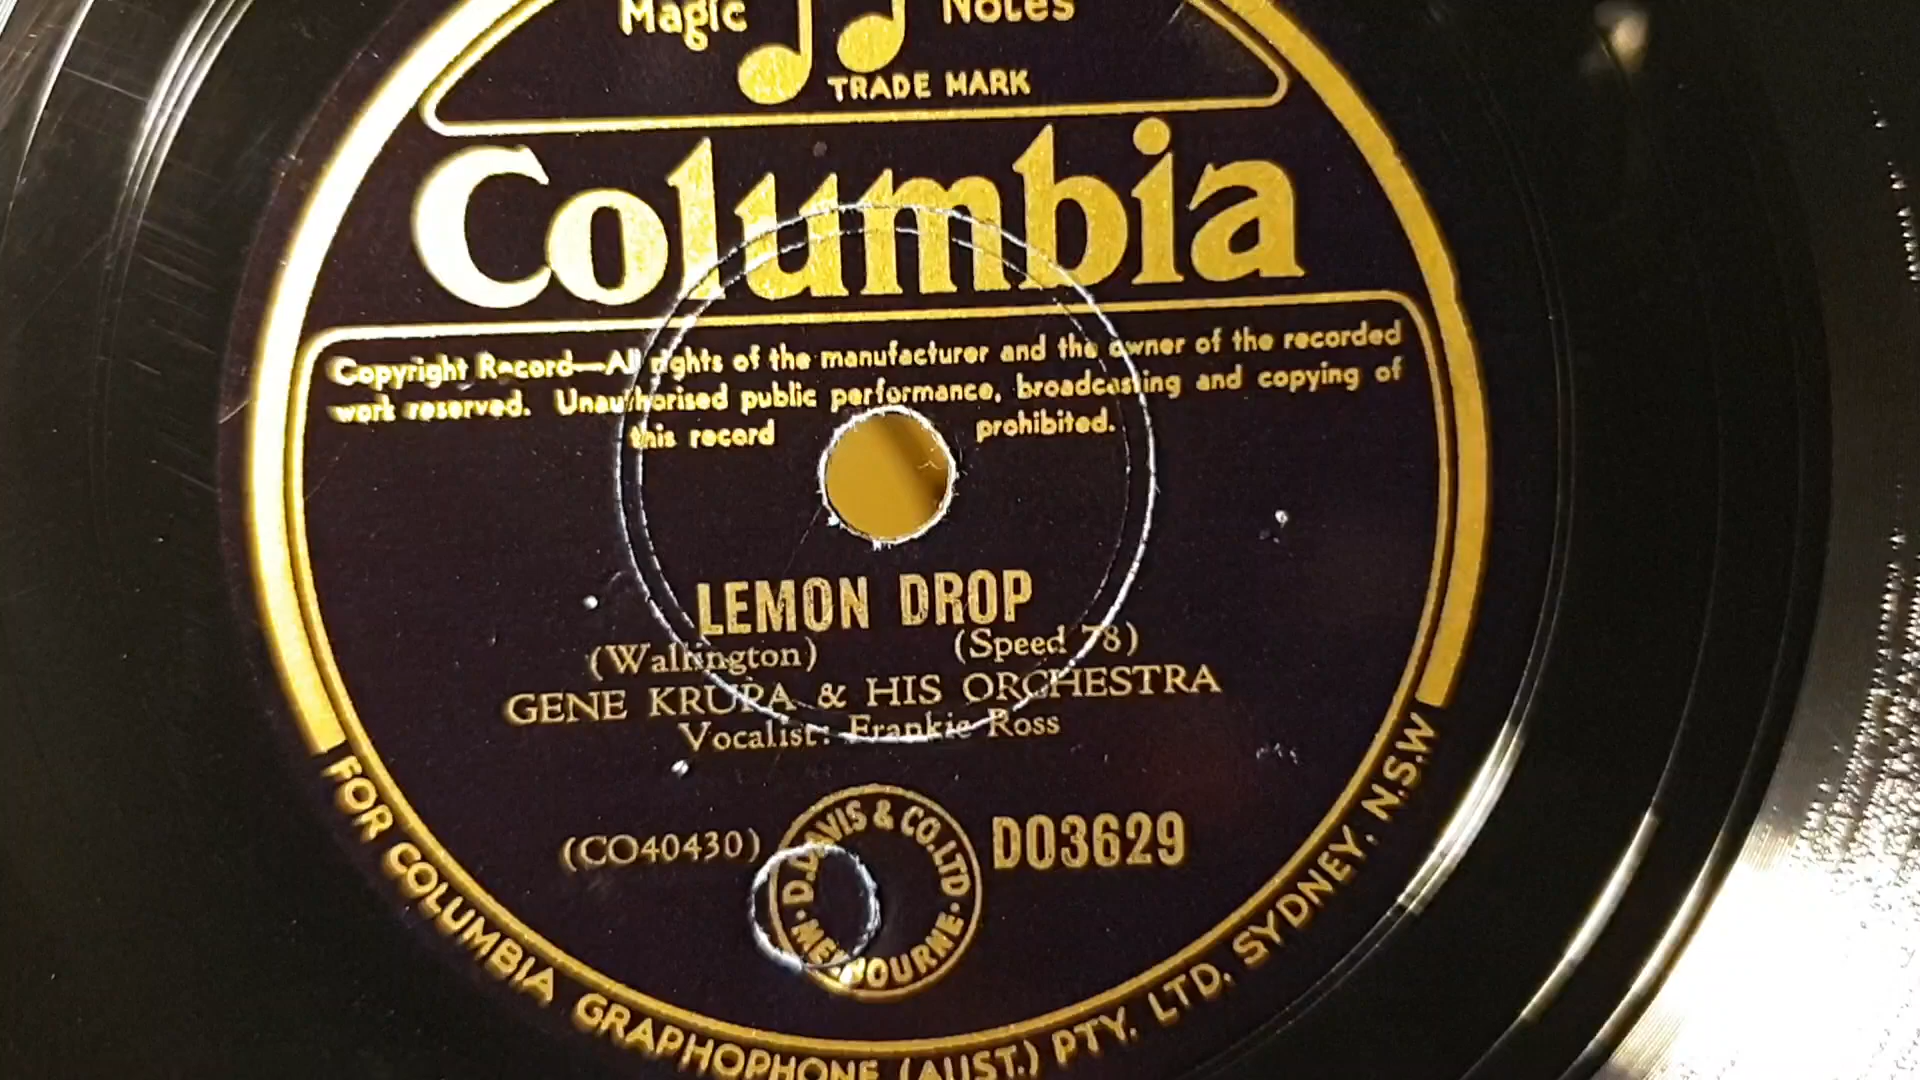 Magic Notes
TRADE MARK
Columbia
Copyright Record—All rights of the manufacturer and the owner of the recorded
work reserved. Unauthorised public performance, broadcasting and copying of
this record prohibited.
LEMON DROP
(Wallington) (Speed 78)
GENE KRUPA & HIS ORCHESTRA
Vocalist: Frankie Ross
(CO40430)
D. DAVIS & CO. LTD
· MELBOURNE ·
DO3629
FOR COLUMBIA GRAPHOPHONE (AUST.) PTY. LTD. SYDNEY. N.S.W